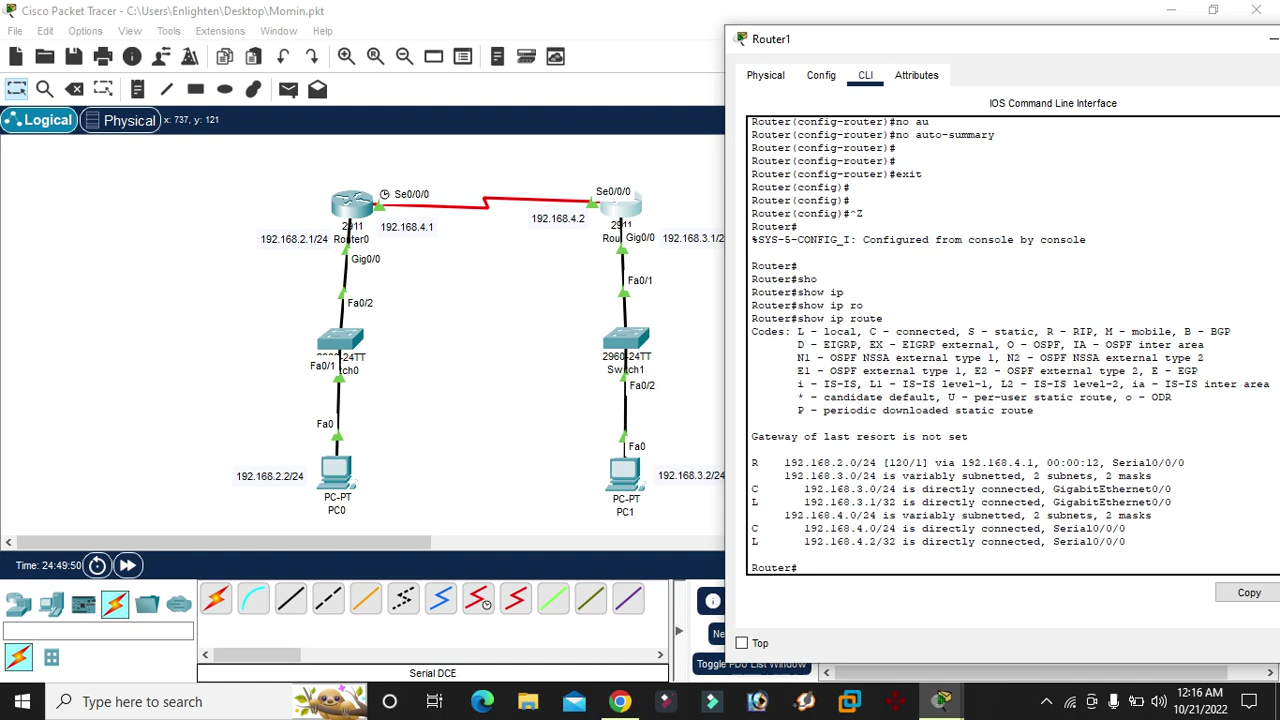 Cisco Packet Tracer - C:\Users\Enlighten\Desktop\Momin.pkt
File Edit Options View Tools Extensions Window Help
Logical Physical x: 737, y: 121
Se0/0/0
Se0/0/0
192.168.4.2
192.168.4.1
2911
Router0
192.168.2.1/24
Gig0/0
Gig0/0
192.168.3.1/2
Fa0/2
Fa0/1
2960-24TT
Switch1
Fa0/1
Fa0/2
Fa0
Fa0
192.168.2.2/24
192.168.3.2/24
PC-PT
PC0
PC-PT
PC1
Time: 24:49:50
Serial DCE
Toggle PDU List Window
Router1
Physical Config CLI Attributes
IOS Command Line Interface
Router(config-router)#no au
Router(config-router)#no auto-summary
Router(config-router)#
Router(config-router)#
Router(config-router)#exit
Router(config)#
Router(config)#
Router(config)#^Z
Router#
%SYS-5-CONFIG_I: Configured from console by console
Router#
Router#sho
Router#show ip
Router#show ip ro
Router#show ip route
Codes: L - local, C - connected, S - static, R - RIP, M - mobile, B - BGP
D - EIGRP, EX - EIGRP external, O - OSPF, IA - OSPF inter area
N1 - OSPF NSSA external type 1, N2 - OSPF NSSA external type 2
E1 - OSPF external type 1, E2 - OSPF external type 2, E - EGP
i - IS-IS, L1 - IS-IS level-1, L2 - IS-IS level-2, ia - IS-IS inter area
* - candidate default, U - per-user static route, o - ODR
P - periodic downloaded static route
Gateway of last resort is not set
R 192.168.2.0/24 [120/1] via 192.168.4.1, 00:00:12, Serial0/0/0
192.168.3.0/24 is variably subnetted, 2 subnets, 2 masks
C 192.168.3.0/24 is directly connected, GigabitEthernet0/0
L 192.168.3.1/32 is directly connected, GigabitEthernet0/0
192.168.4.0/24 is variably subnetted, 2 subnets, 2 masks
C 192.168.4.0/24 is directly connected, Serial0/0/0
L 192.168.4.2/32 is directly connected, Serial0/0/0
Router#
Copy
Top
Type here to search
12:16 AM
10/21/2022